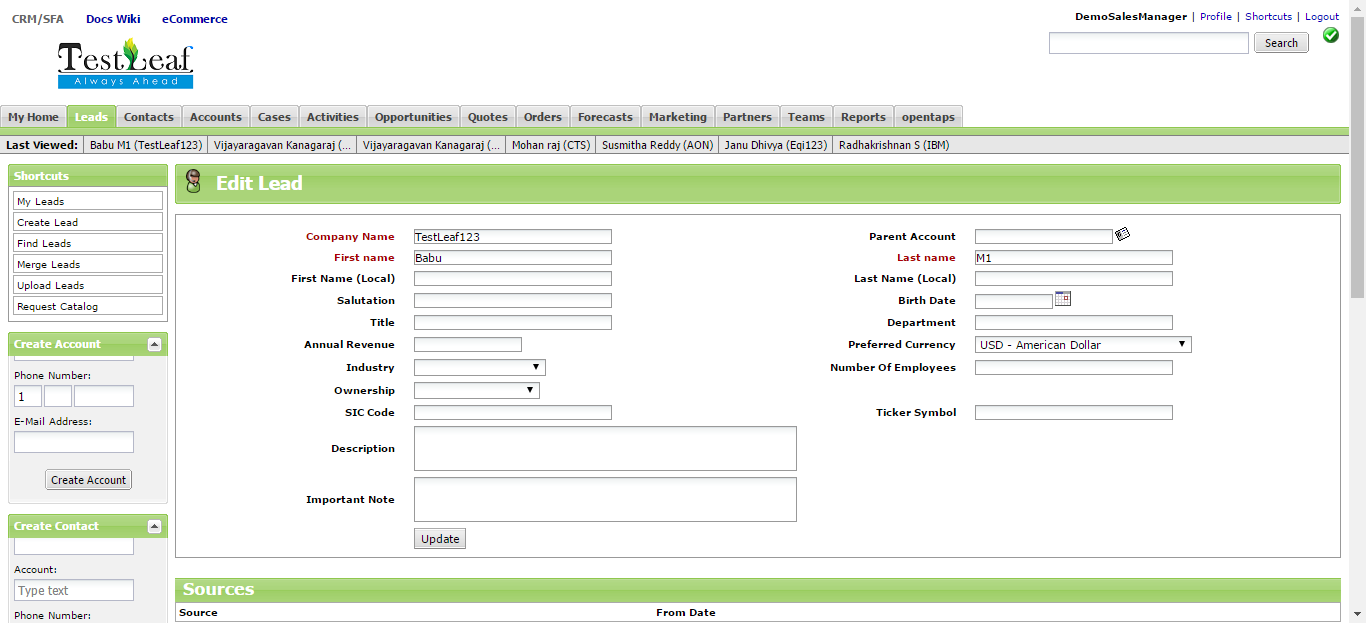 CRM/SFA Docs Wiki eCommerce
DemoSalesManager | Profile | Shortcuts | Logout
TestLeaf
Always Ahead
Search
My Home Leads Contacts Accounts Cases Activities Opportunities Quotes Orders Forecasts Marketing Partners Teams Reports opentaps
Last Viewed: Babu M1 (TestLeaf123) Vijayaragavan Kanagaraj (... Vijayaragavan Kanagaraj (... Mohan raj (CTS) Susmitha Reddy (AON) Janu Dhivya (Eqi123) Radhakrishnan S (IBM)
Shortcuts
My Leads
Create Lead
Find Leads
Merge Leads
Upload Leads
Request Catalog
Create Account
Phone Number:
1
E-Mail Address:
Create Account
Create Contact
Account:
Type text
Phone Number:
Edit Lead
Company Name TestLeaf123 Parent Account
First name Babu Last name M1
First Name (Local) Last Name (Local)
Salutation Birth Date
Title Department
Annual Revenue Preferred Currency USD - American Dollar
Industry Number Of Employees
Ownership
SIC Code Ticker Symbol
Description
Important Note
Update
Sources
Source From Date